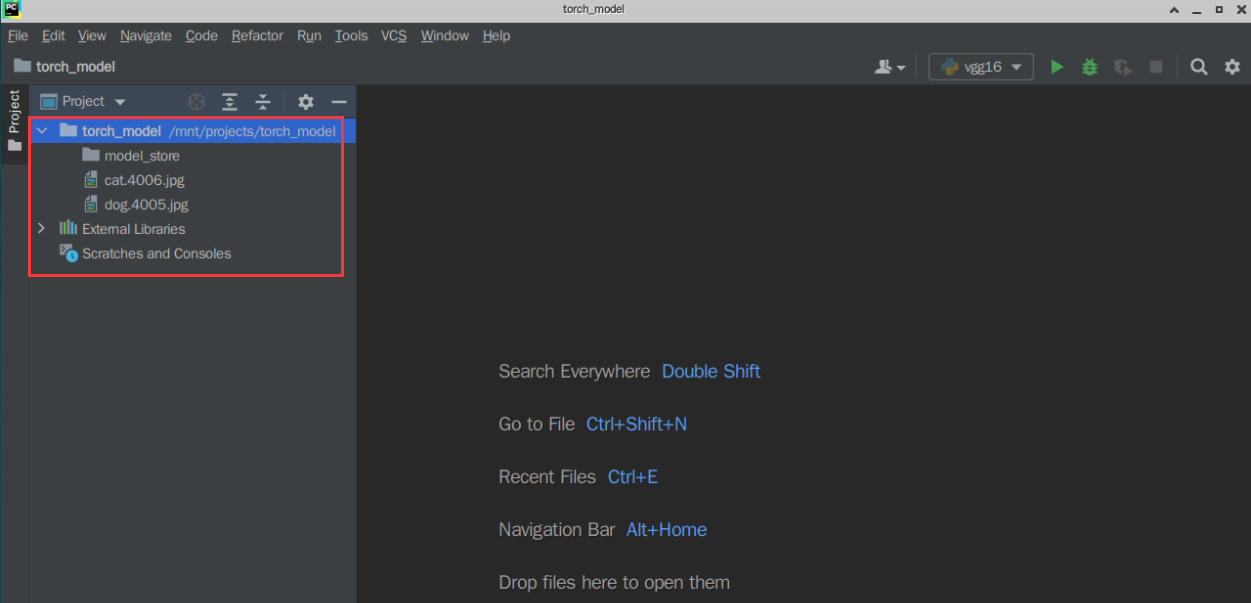 PC
torch_model
File Edit View Navigate Code Refactor Run Tools VCS Window Help
torch_model
vgg16
Project
Project
torch_model /mnt/projects/torch_model
model_store
cat.4006.jpg
dog.4005.jpg
External Libraries
Scratches and Consoles
Search Everywhere Double Shift
Go to File Ctrl+Shift+N
Recent Files Ctrl+E
Navigation Bar Alt+Home
Drop files here to open them